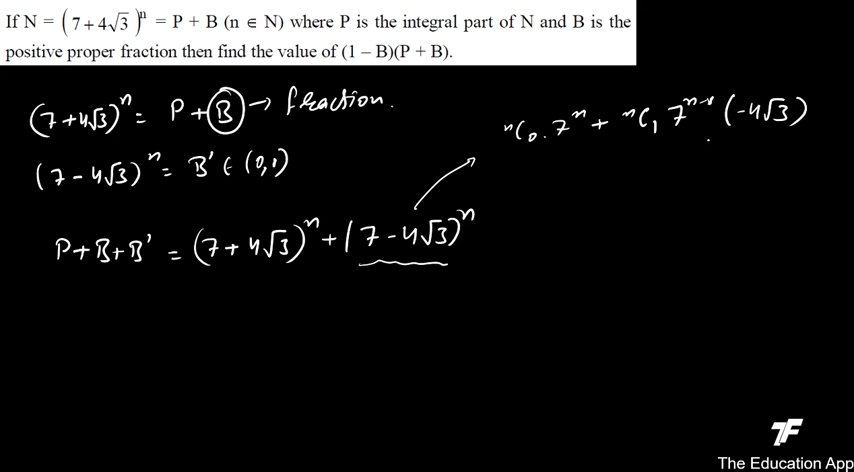 If N = (7 + 4√3)ⁿ = P + B (n ∈ N) where P is the integral part of N and B is the
positive proper fraction then find the value of (1 – B)(P + B).
(7+4√3)ⁿ = P + B → fraction.
(7 - 4√3)ⁿ = B' ∈ (0,1)
ⁿC₀ . 7ⁿ + ⁿC₁ 7ⁿ⁻¹ (-4√3)
P+B+B' = (7+4√3)ⁿ + (7 - 4√3)ⁿ
The Education App